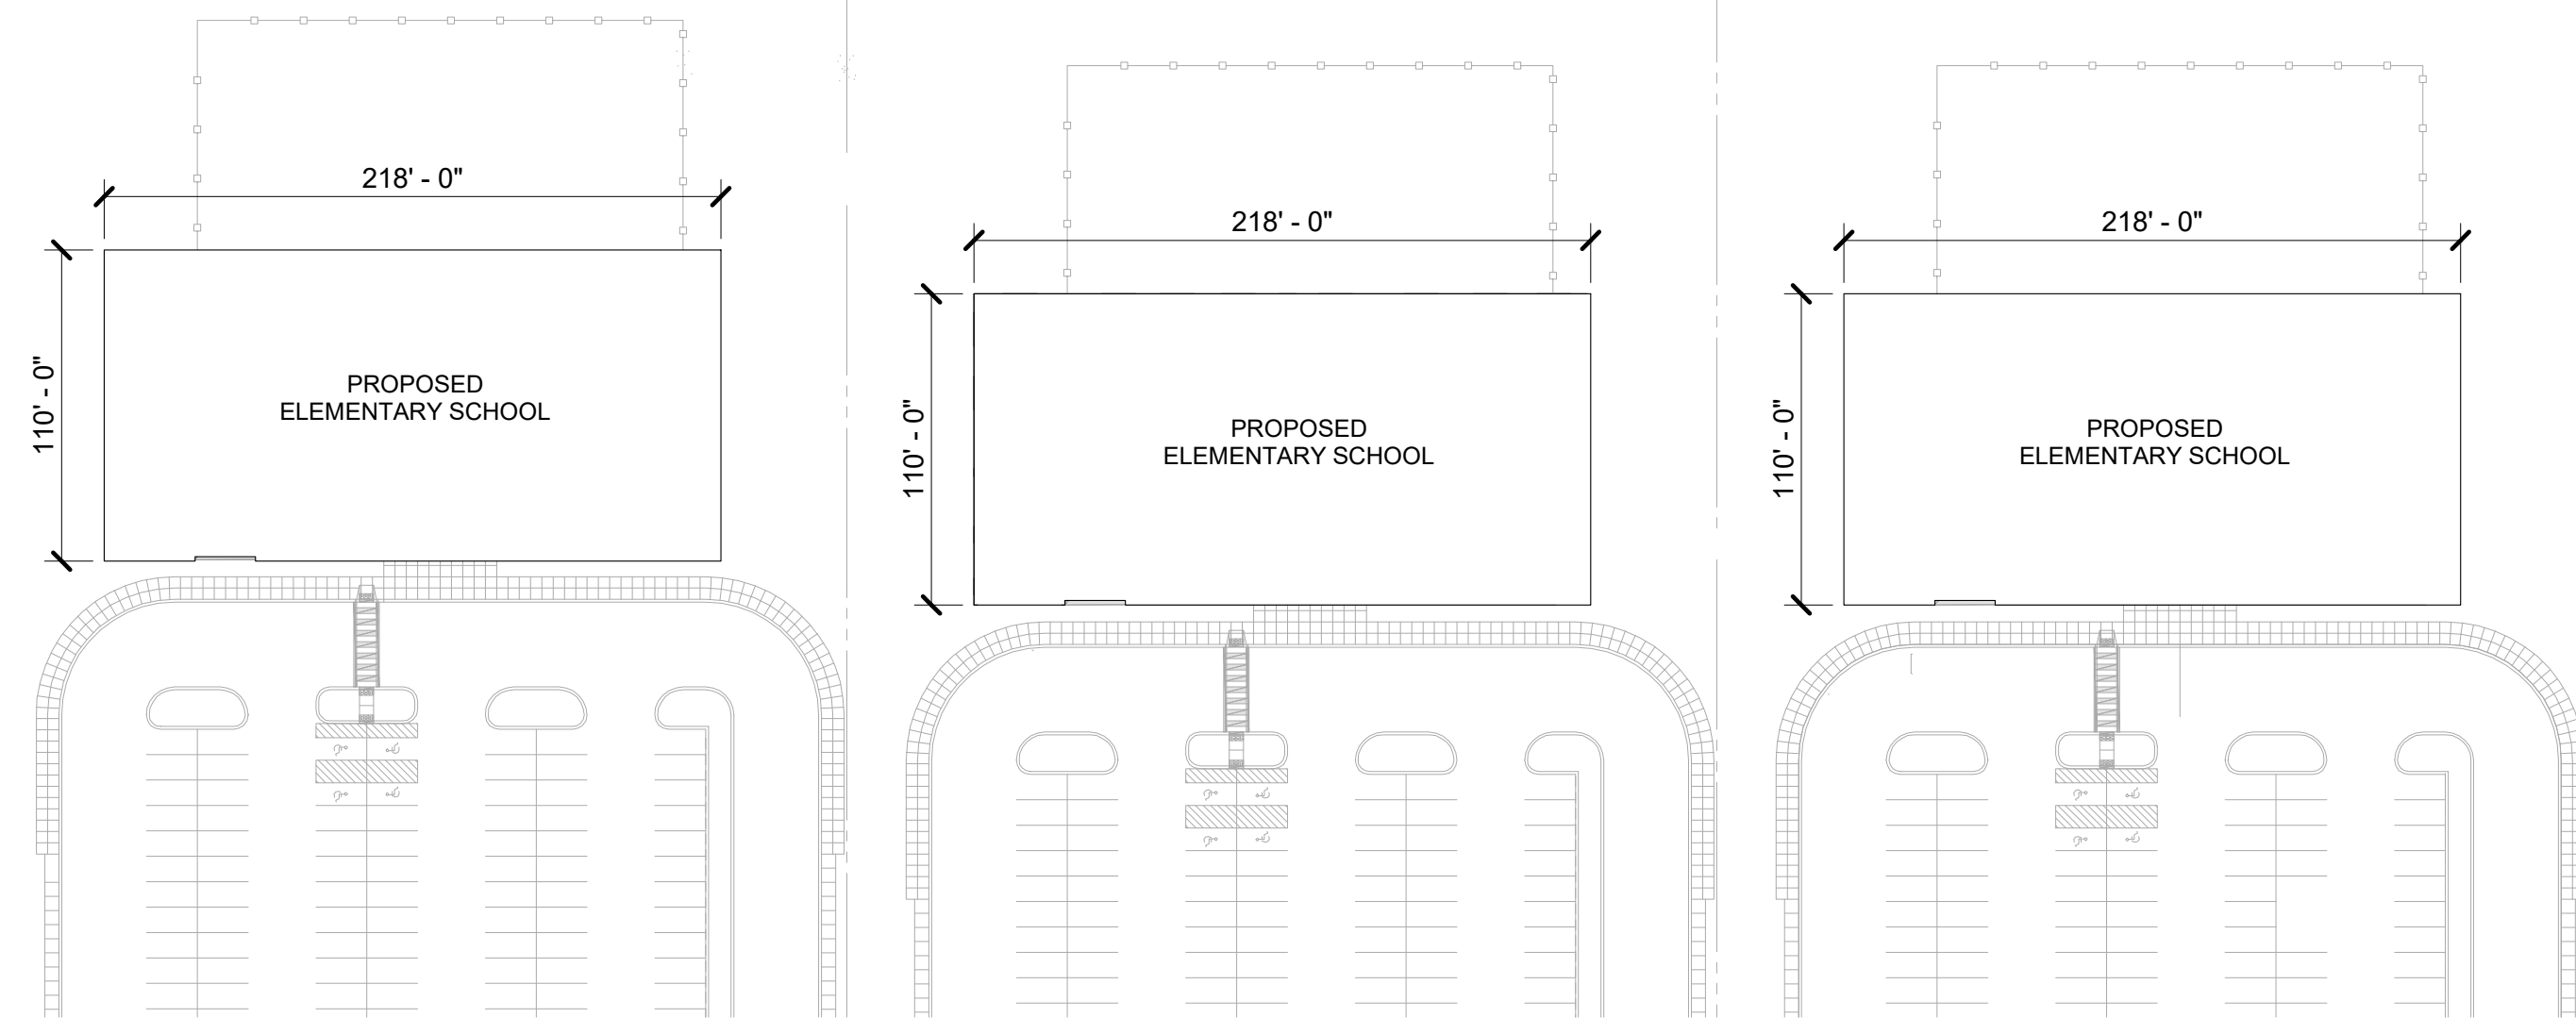 218' - 0"
110' - 0"
PROPOSED
ELEMENTARY SCHOOL
218' - 0"
110' - 0"
PROPOSED
ELEMENTARY SCHOOL
218' - 0"
110' - 0"
PROPOSED
ELEMENTARY SCHOOL